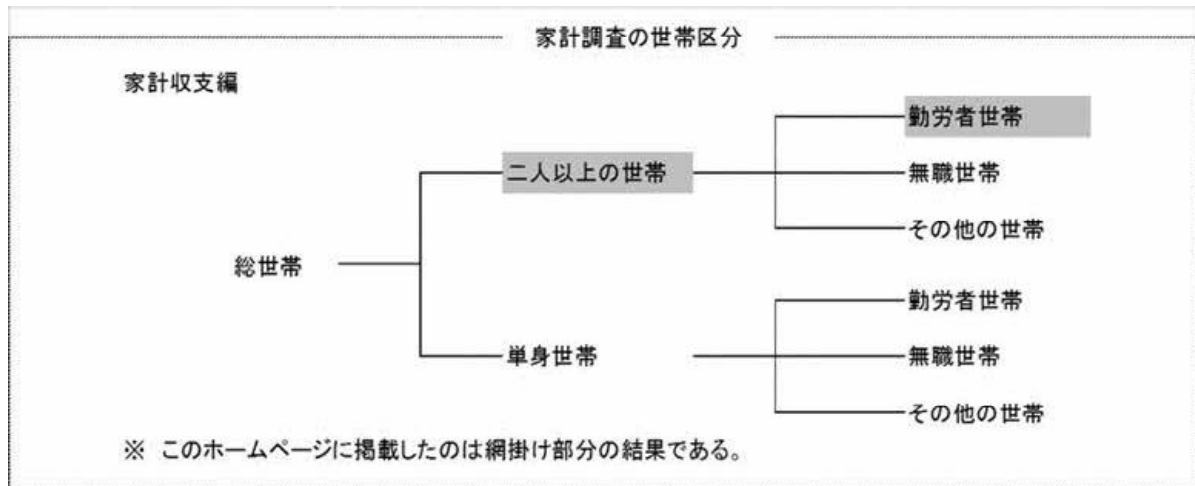 家計調査の世帯区分
家計収支編
勤労者世帯
二人以上の世帯
無職世帯
その他の世帯
総世帯
勤労者世帯
単身世帯
無職世帯
その他の世帯
※ このホームページに掲載したのは網掛け部分の結果である。